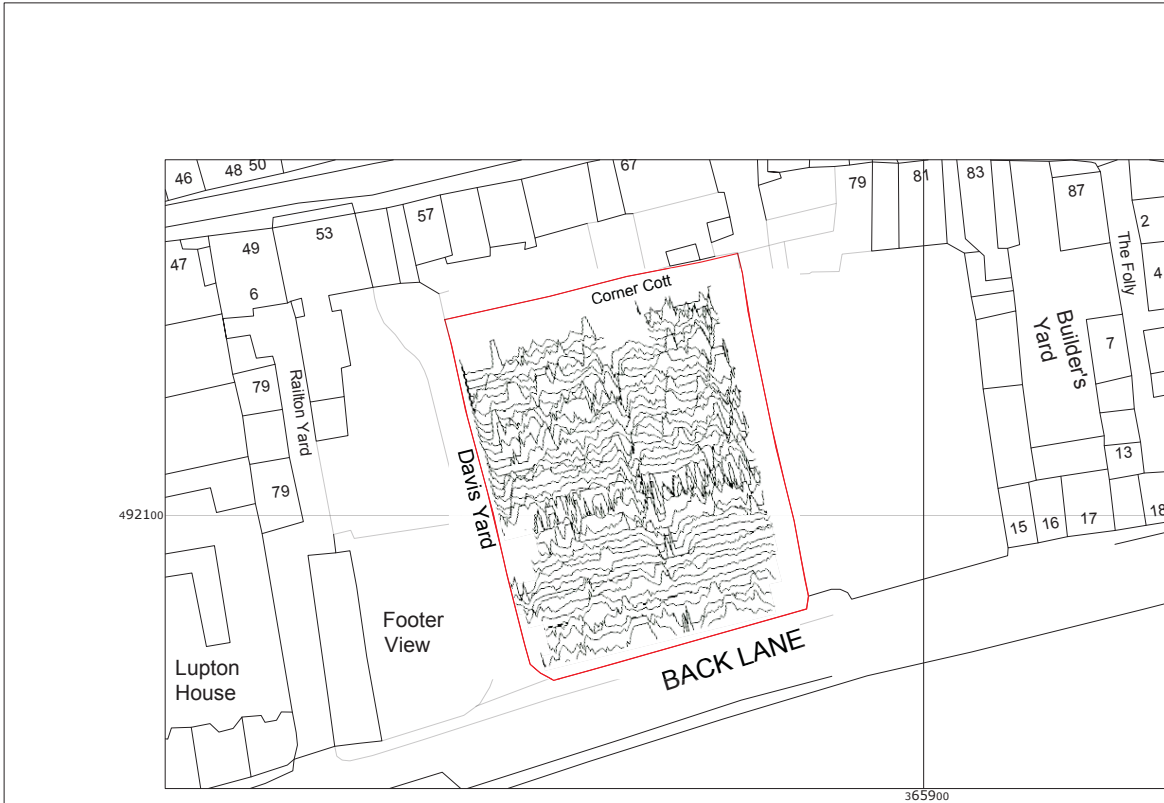 46
48 50
67
79
81
83
87
2
57
53
49
47
6
The Folly
4
Corner Cott
Builder's
Yard
7
79
Railton Yard
79
Davis Yard
13
492100
15
16
17
18
Footer
View
BACK LANE
Lupton
House
365900